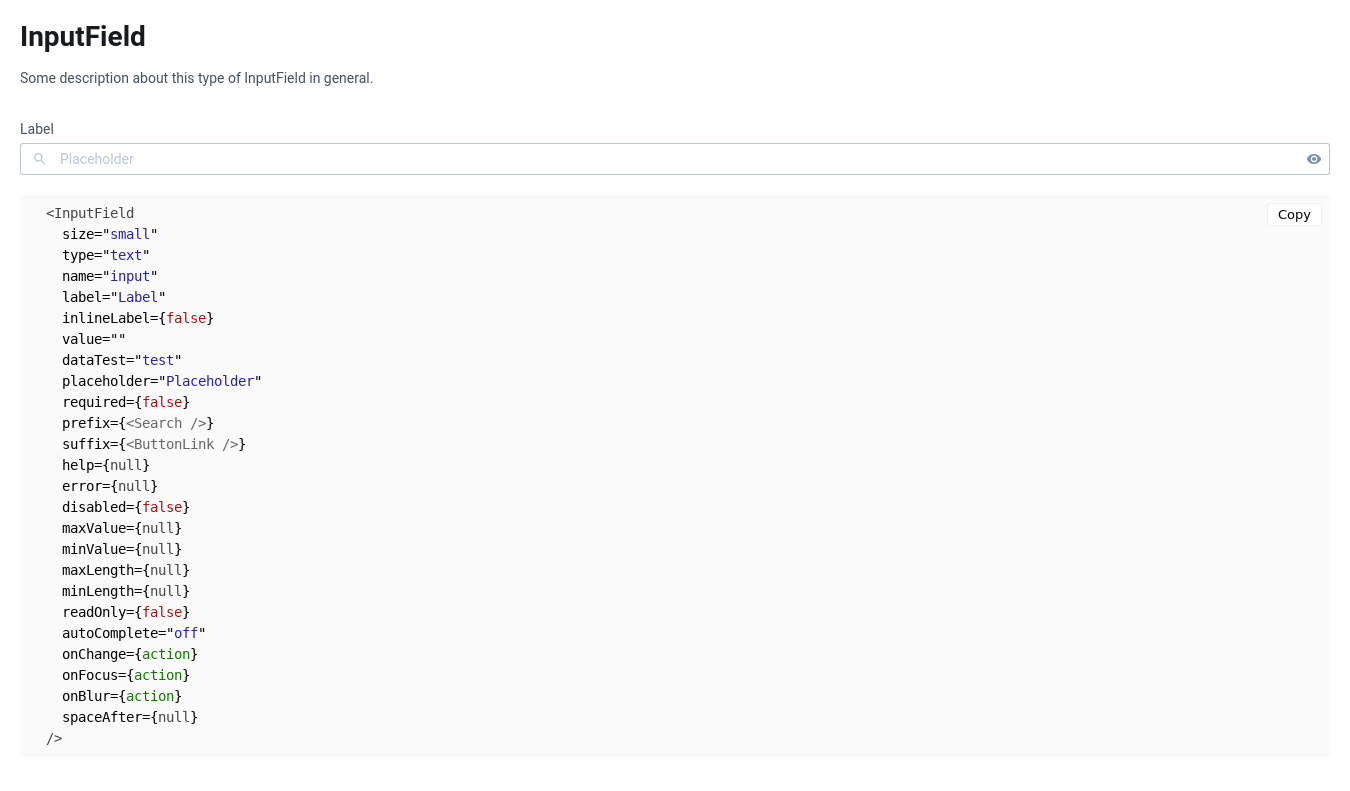 InputField
Some description about this type of InputField in general.
Label
Placeholder
Copy
<InputField
  size="small"
  type="text"
  name="input"
  label="Label"
  inlineLabel={false}
  value=""
  dataTest="test"
  placeholder="Placeholder"
  required={false}
  prefix={<Search />}
  suffix={<ButtonLink />}
  help={null}
  error={null}
  disabled={false}
  maxValue={null}
  minValue={null}
  maxLength={null}
  minLength={null}
  readOnly={false}
  autoComplete="off"
  onChange={action}
  onFocus={action}
  onBlur={action}
  spaceAfter={null}
/>